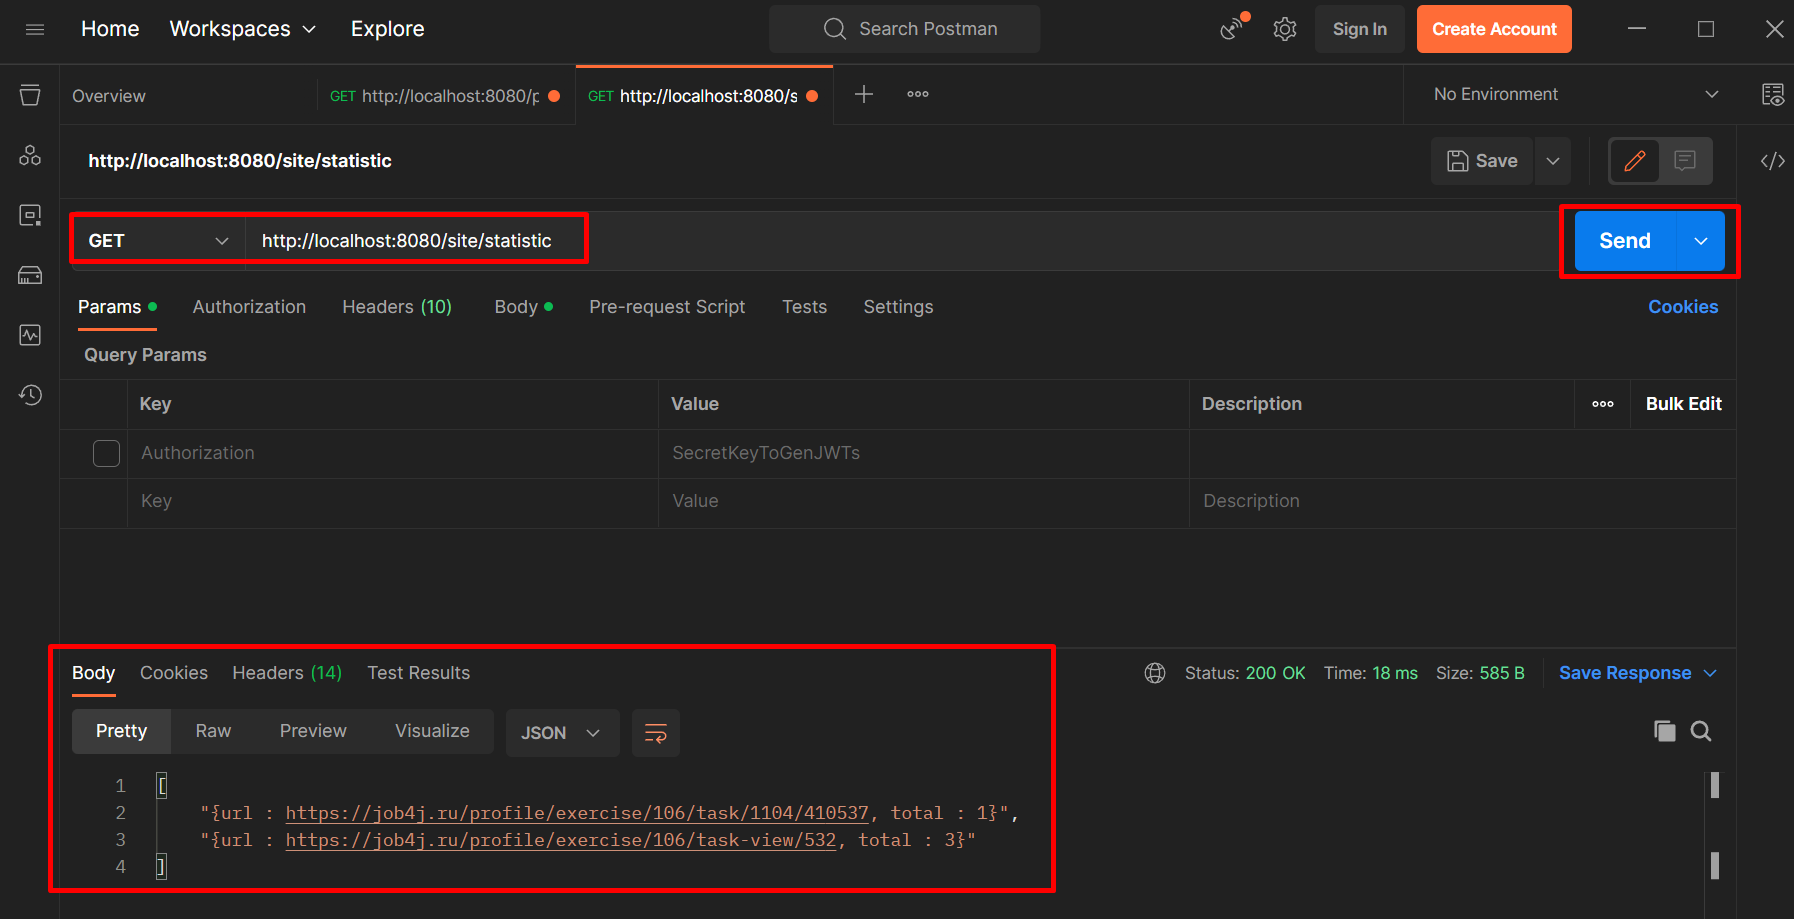 Home Workspaces Explore Search Postman Sign In Create Account
Overview GET http://localhost:8080/p GET http://localhost:8080/s No Environment
http://localhost:8080/site/statistic Save
GET http://localhost:8080/site/statistic Send
Params Authorization Headers (10) Body Pre-request Script Tests Settings Cookies
Query Params
Key Value Description Bulk Edit
Authorization SecretKeyToGenJWTs
Key Value Description
Body Cookies Headers (14) Test Results Status: 200 OK Time: 18 ms Size: 585 B Save Response
Pretty Raw Preview Visualize JSON
1 [
2 "{url : https://job4j.ru/profile/exercise/106/task/1104/410537, total : 1}",
3 "{url : https://job4j.ru/profile/exercise/106/task-view/532, total : 3}"
4 ]